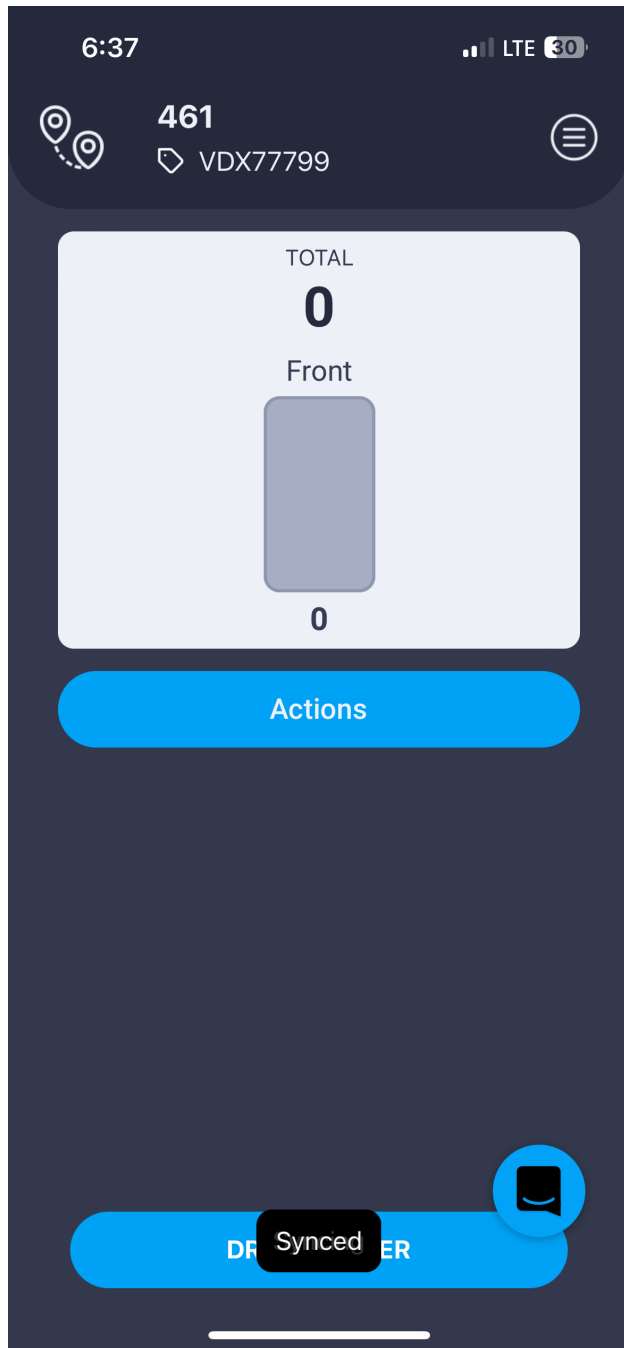 6:37
LTE 30
461
VDX77799
TOTAL
0
Front
0
Actions
Synced